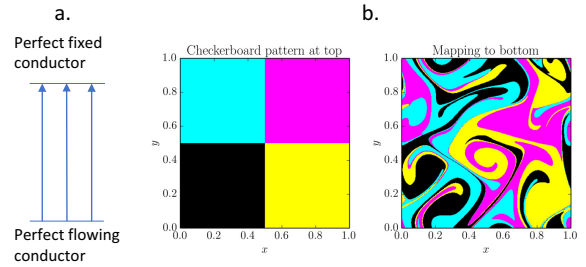 a.
b.
Perfect fixed
conductor
Perfect flowing
conductor
Checkerboard pattern at top
1.0
0.8
0.6
0.4
0.2
0.0
y
0.0 0.2 0.4 0.6 0.8 1.0
x
Mapping to bottom
1.0
0.8
0.6
0.4
0.2
0.0
y
0.0 0.2 0.4 0.6 0.8 1.0
x